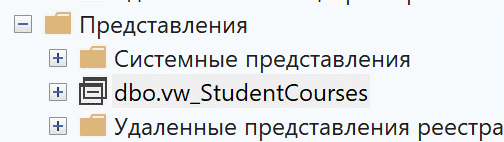 Представления
Системные представления
dbo.vw_StudentCourses
Удаленные представления реестра